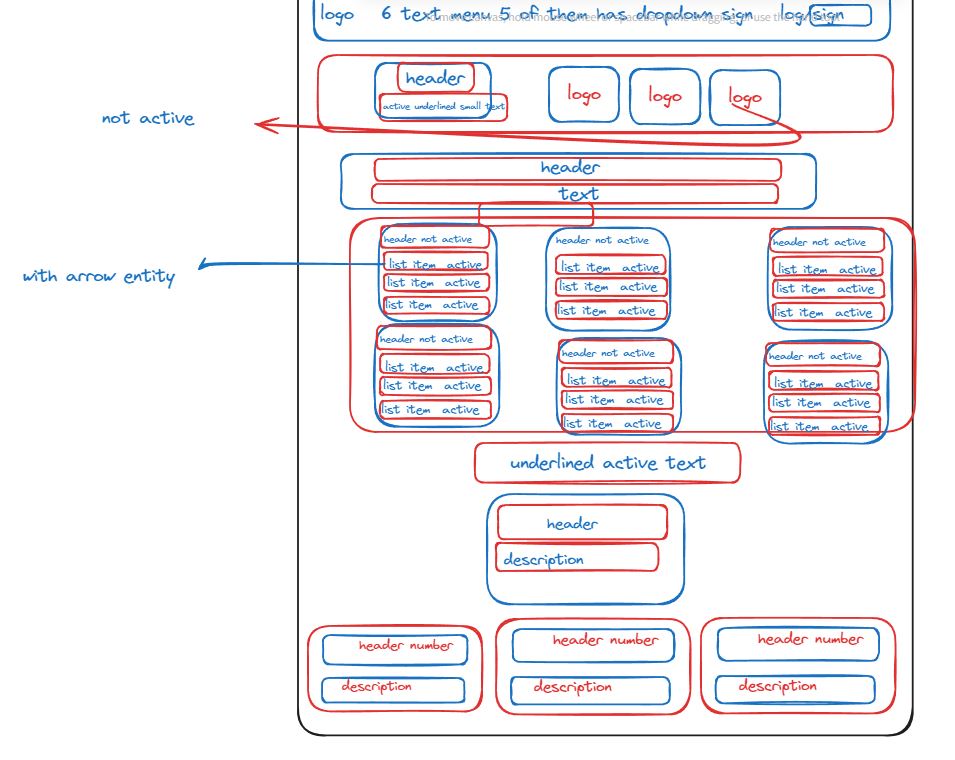 logo 6 text menu 5 of them has dropdown sign log/sign
header
active underlined small text
logo logo logo
not active
header
text
header not active header not active header not active
list item active list item active list item active
list item active list item active list item active
list item active list item active list item active
with arrow entity
header not active header not active header not active
list item active list item active list item active
list item active list item active list item active
list item active list item active list item active
underlined active text
header
description
header number header number header number
description description description